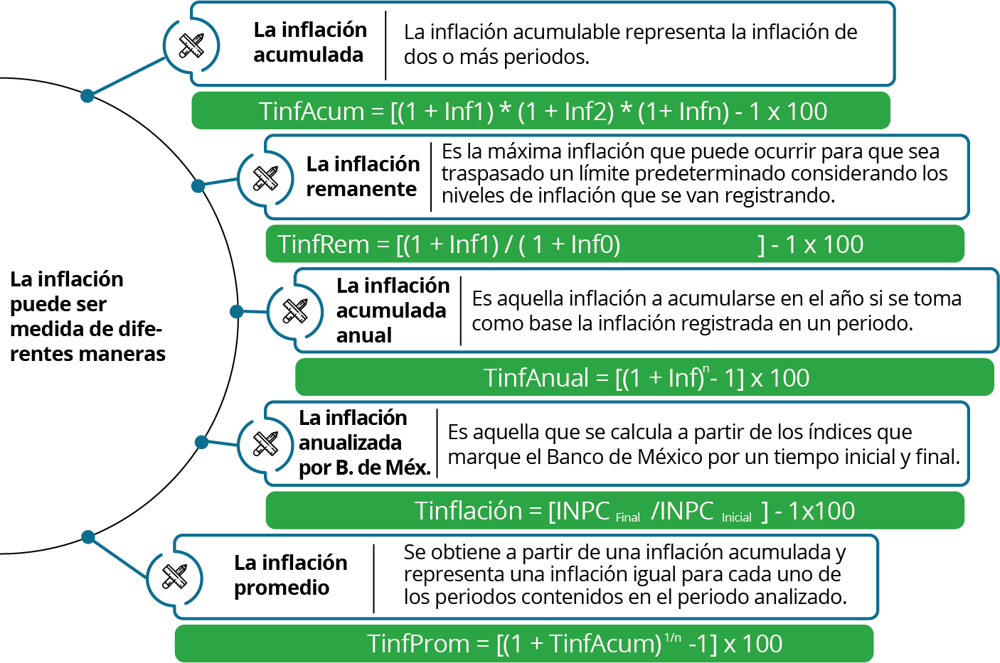 La inflación
puede ser
medida de dife-
rentes maneras
La inflación
acumulada
La inflación acumulable representa la inflación de
dos o más periodos.
TinfAcum = [(1 + Inf1) * (1 + Inf2) * (1+ Infn) - 1 x 100
La inflación
remanente
Es la máxima inflación que puede ocurrir para que sea
traspasado un límite predeterminado considerando los
niveles de inflación que se van registrando.
TinfRem = [(1 + Inf1) / ( 1 + Inf0) ] - 1 x 100
La inflación
acumulada
anual
Es aquella inflación a acumularse en el año si se toma
como base la inflación registrada en un periodo.
TinfAnual = [(1 + Inf)ⁿ - 1] x 100
La inflación
anualizada
por B. de Méx.
Es aquella que se calcula a partir de los índices que
marque el Banco de México por un tiempo inicial y final.
Tinflación = [INPC Final /INPC Inicial ] - 1x100
La inflación
promedio
Se obtiene a partir de una inflación acumulada y
representa una inflación igual para cada uno de
los periodos contenidos en el periodo analizado.
TinfProm = [(1 + TinfAcum) 1/n -1] x 100